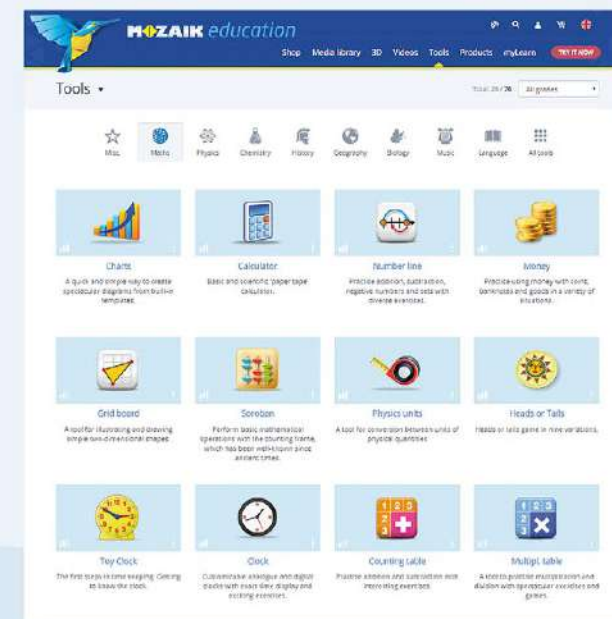 MOZAIK education
Shop Media library 3D Videos Tools Products myLearn TRY IT NOW
Tools
All grades
Misc. Maths Physics Chemistry History Geography Biology Music Language All tools
Charts
A quick and simple way to create
spectacular diagrams from built-in
templates.
Calculator
Basic and scientific 'paper tape'
calculator.
Number line
Practise addition, subtraction,
negative numbers and sets with
diverse exercises.
Money
Practise using money with coins,
banknotes and goods in a variety of
situations.
Grid board
A tool for illustrating and drawing
simple two-dimensional shapes.
Soroban
Perform basic mathematical
operations with the counting frame,
which has been well-known since
ancient times.
Physics units
A tool for conversion between units of
physical quantities.
Heads or Tails
Heads or tails game in nine variations.
Toy Clock
The first steps in time keeping. Getting
to know the clock.
Clock
Customisable analogue and digital
clocks with exact time display and
exciting exercises.
Counting table
Practise addition and subtraction with
interesting exercises.
Multipl. table
A tool to practise multiplication and
division with spectacular exercises and
games.